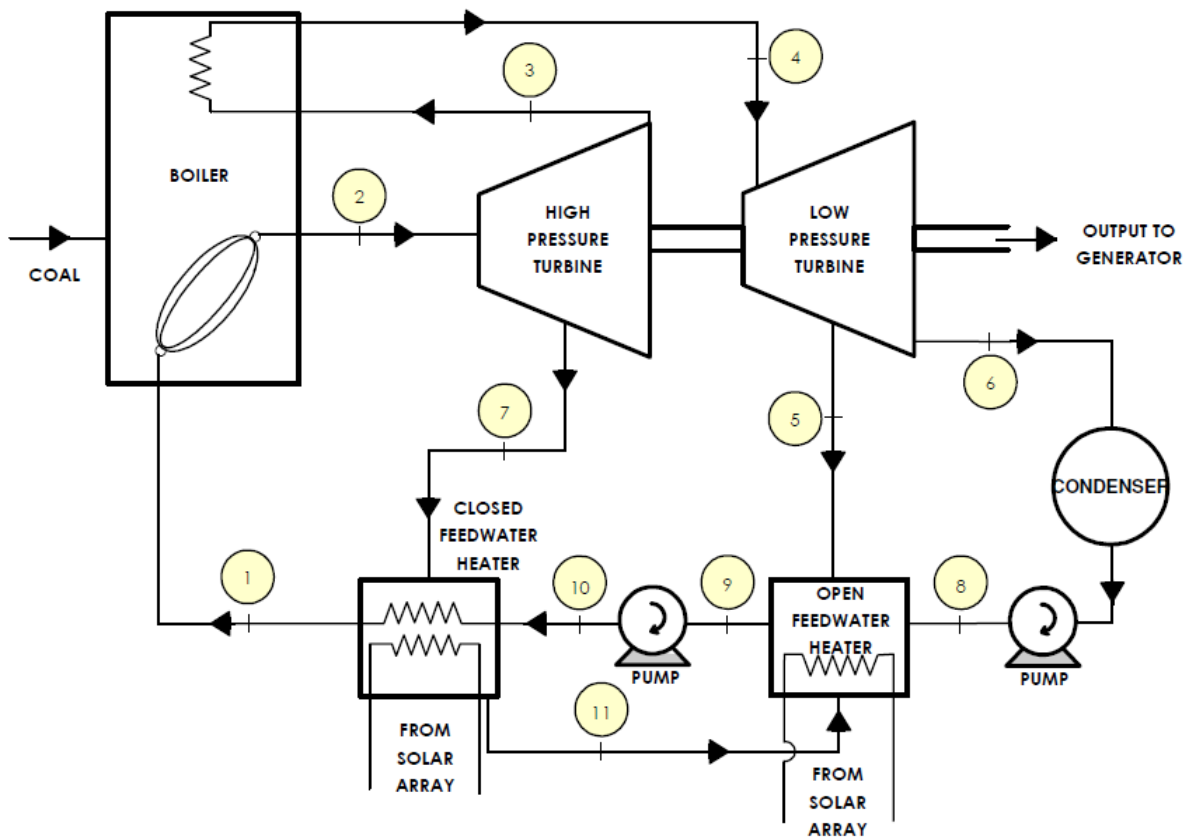 3
4
BOILER
2
HIGH
PRESSURE
TURBINE
LOW
PRESSURE
TURBINE
OUTPUT TO
GENERATOR
COAL
6
7
5
CONDENSER
CLOSED
FEEDWATER
HEATER
1
10
9
OPEN
FEEDWATER
HEATER
8
PUMP
PUMP
11
FROM
SOLAR
ARRAY
FROM
SOLAR
ARRAY